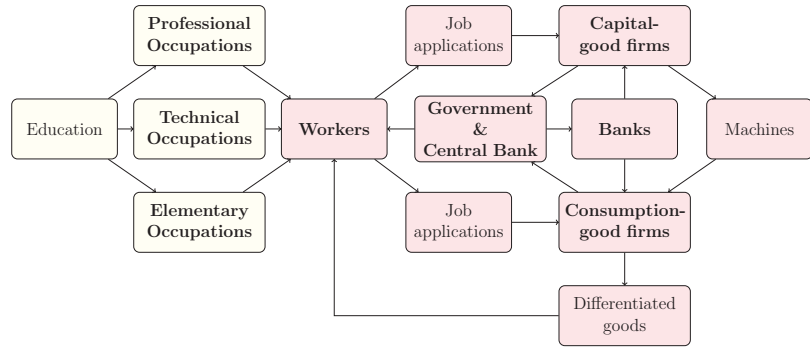 Professional
Occupations
Job
applications
Capital-
good firms
Education
Technical
Occupations
Workers
Government
&
Central Bank
Banks
Machines
Elementary
Occupations
Job
applications
Consumption-
good firms
Differentiated
goods